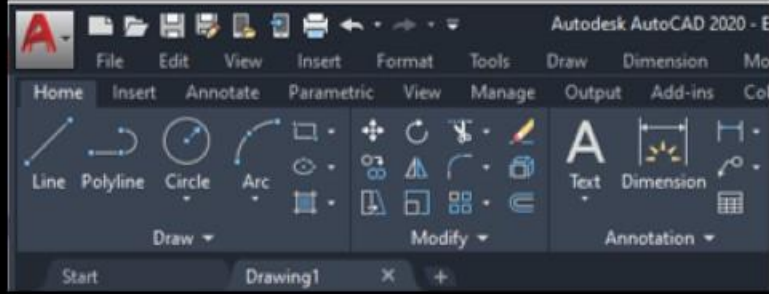 A
Autodesk AutoCAD 2020 - E
File Edit View Insert Format Tools Draw Dimension Mo
Home Insert Annotate Parametric View Manage Output Add-ins Col
A
Line Polyline Circle Arc Text Dimension
Draw Modify Annotation
Start Drawing1